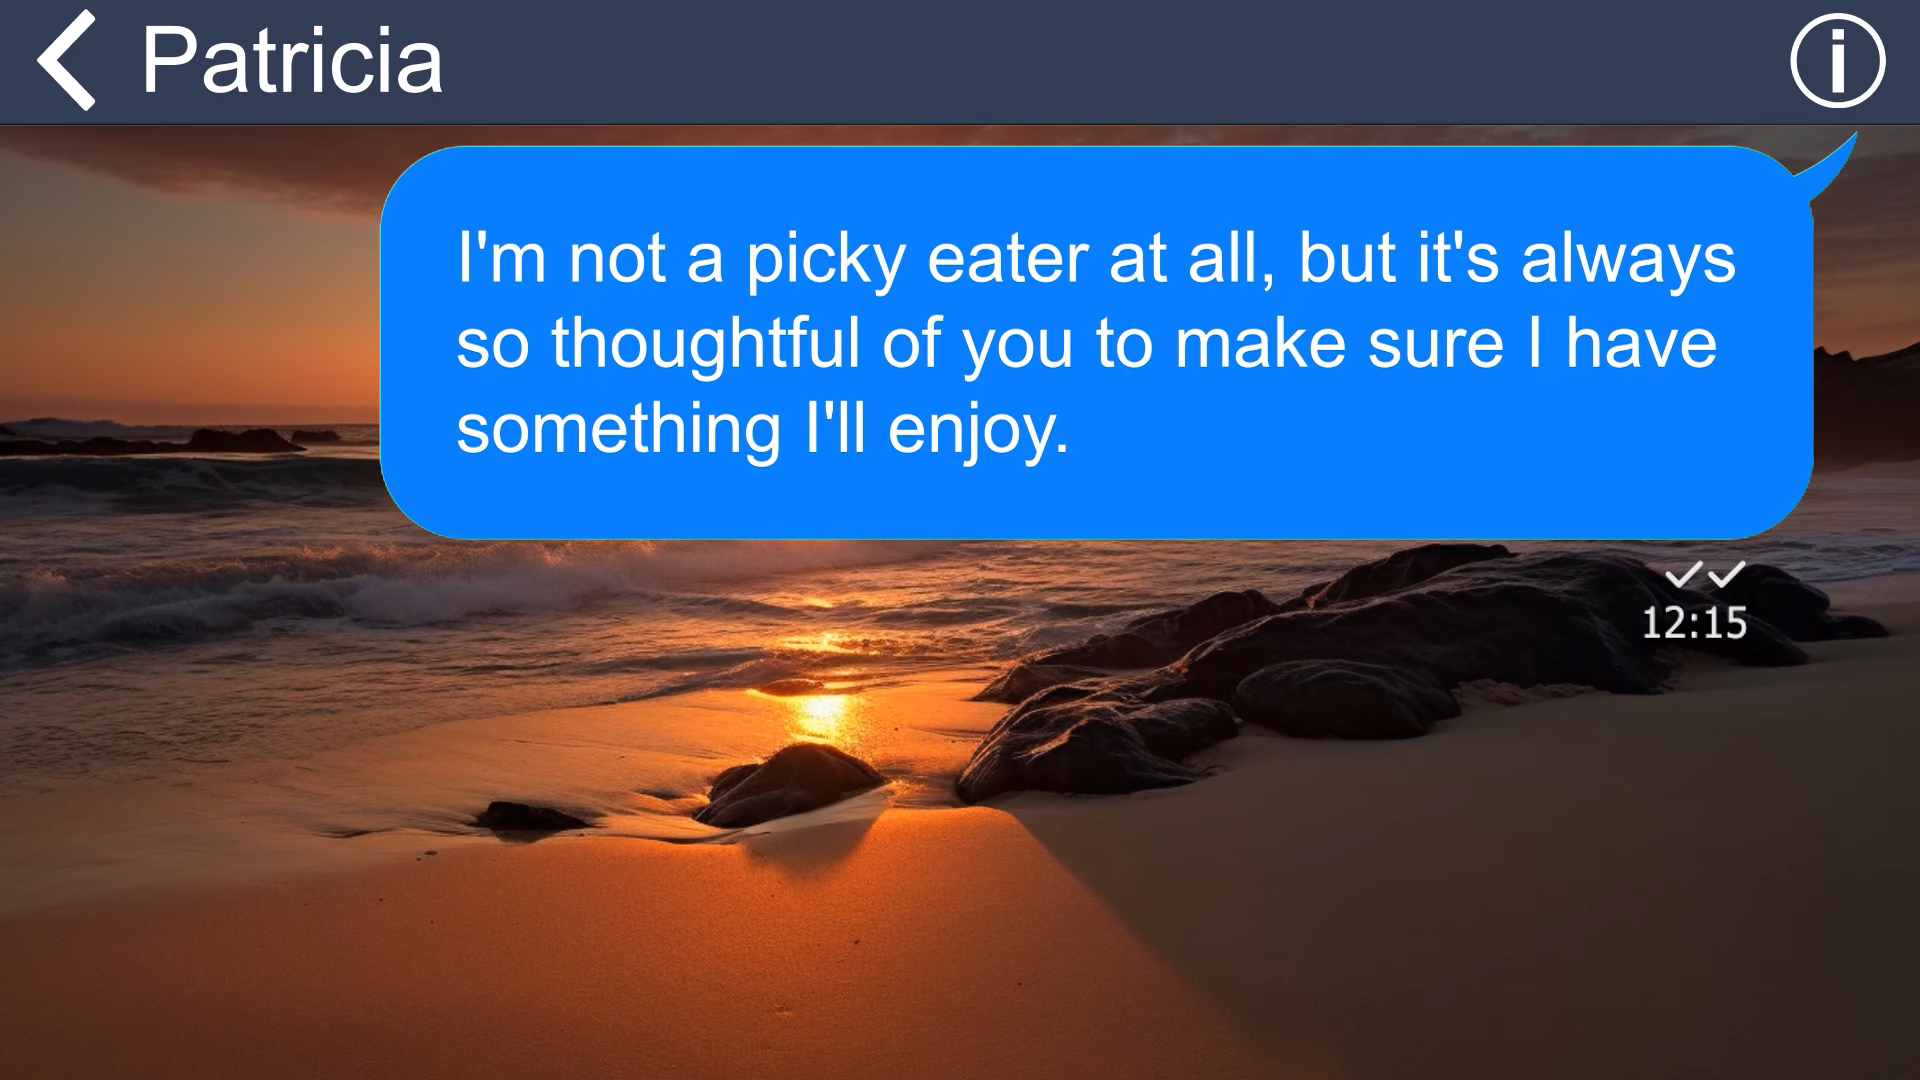 Patricia
I'm not a picky eater at all, but it's always
so thoughtful of you to make sure I have
something I'll enjoy.
12:15